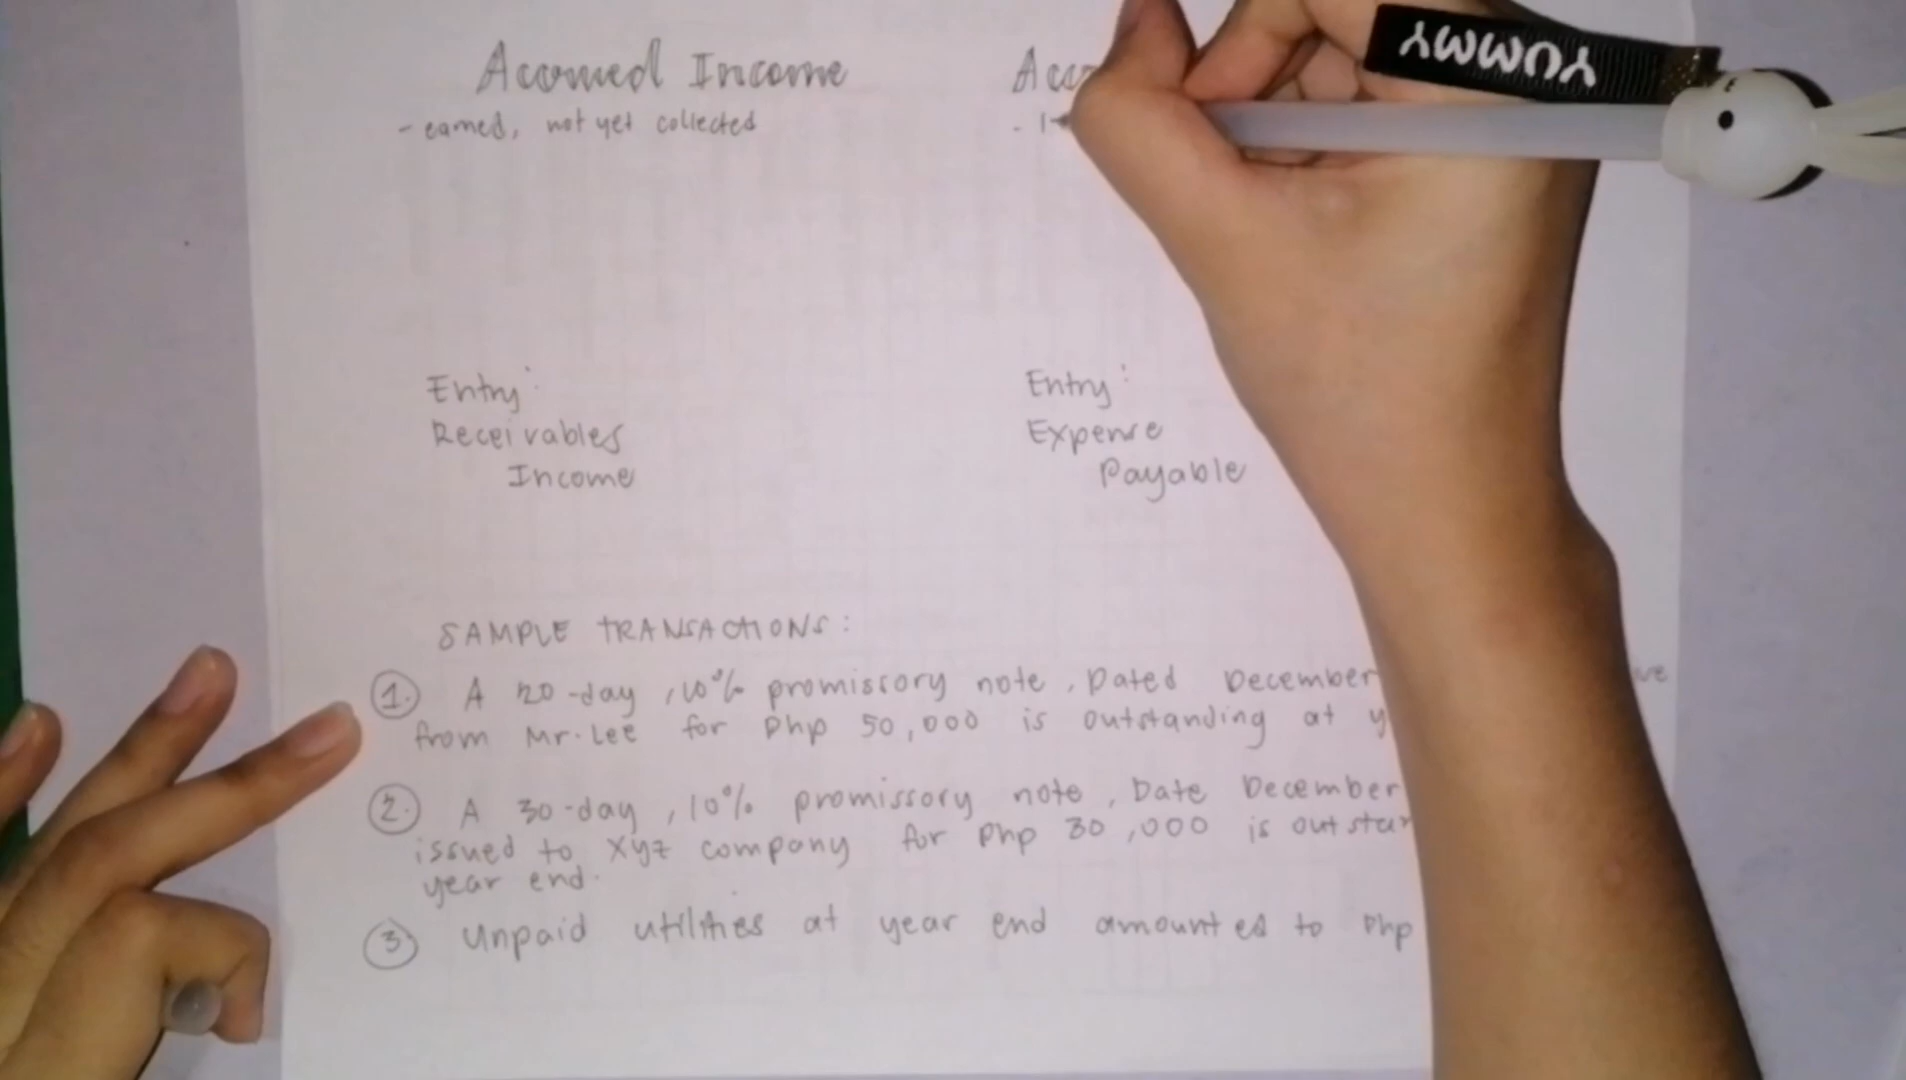 YUMMY
Accrued Income
Acc
- earned, not yet collected
Entry:
Receivables
Income
Entry:
Expense
Payable
SAMPLE TRANSACTIONS:
1. A 20-day, 10% promissory note, Dated December
from Mr. Lee for Php 50,000 is outstanding at y
2. A 30-day, 10% promissory note, Date December
issued to XYZ company for Php 30,000 is outstan
year end.
3. Unpaid utilities at year end amounted to Php